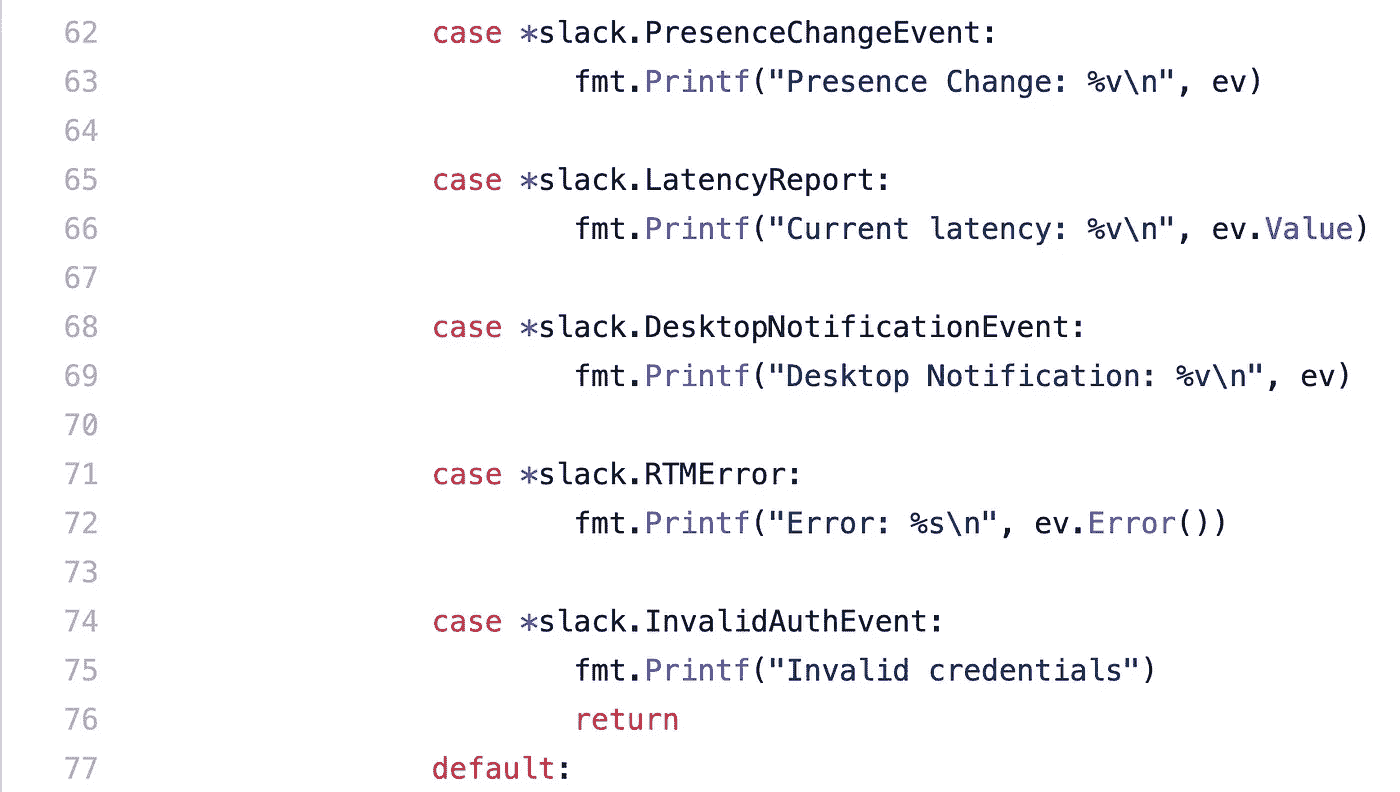 62 case *slack.PresenceChangeEvent:
63 fmt.Printf("Presence Change: %v\n", ev)
64
65 case *slack.LatencyReport:
66 fmt.Printf("Current latency: %v\n", ev.Value)
67
68 case *slack.DesktopNotificationEvent:
69 fmt.Printf("Desktop Notification: %v\n", ev)
70
71 case *slack.RTMError:
72 fmt.Printf("Error: %s\n", ev.Error())
73
74 case *slack.InvalidAuthEvent:
75 fmt.Printf("Invalid credentials")
76 return
77 default: